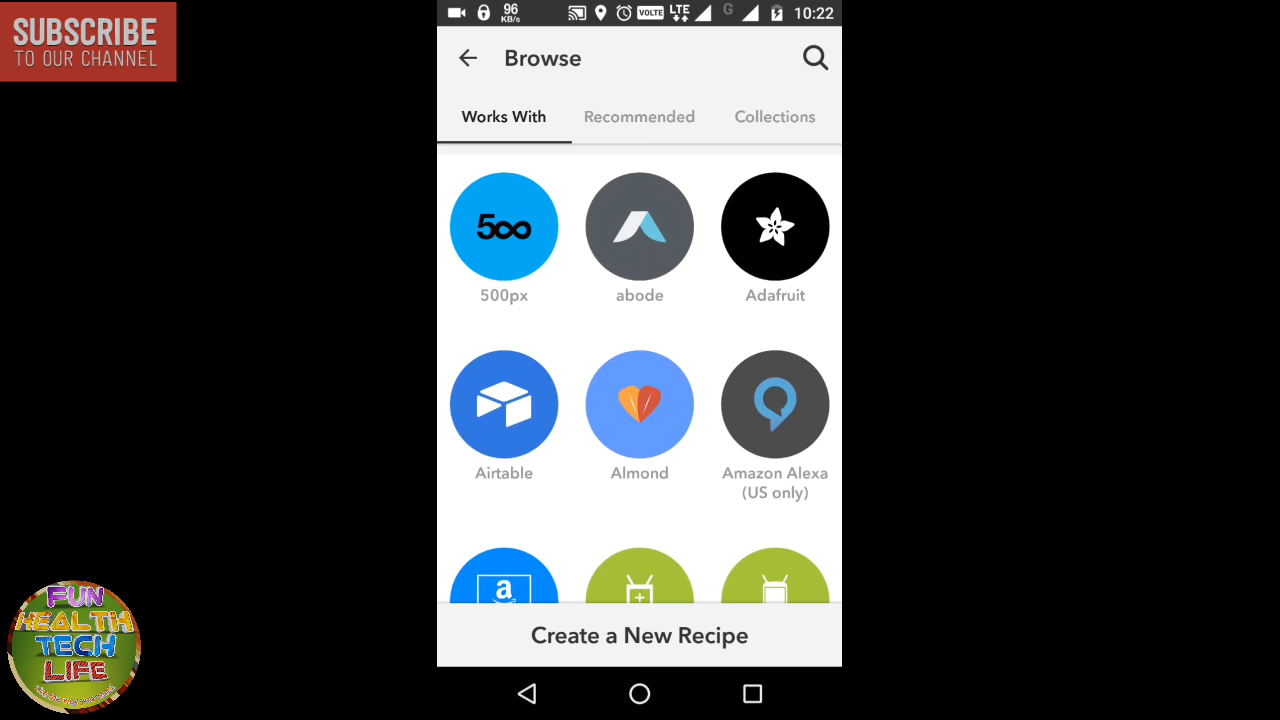 SUBSCRIBE
TO OUR CHANNEL
96
KB/s
VOLTE
LTE
G
10:22
Browse
Works With
Recommended
Collections
500
500px
abode
Adafruit
Airtable
Almond
Amazon Alexa
(US only)
a
Create a New Recipe
FUN
HEALTH
TECH
LIFE